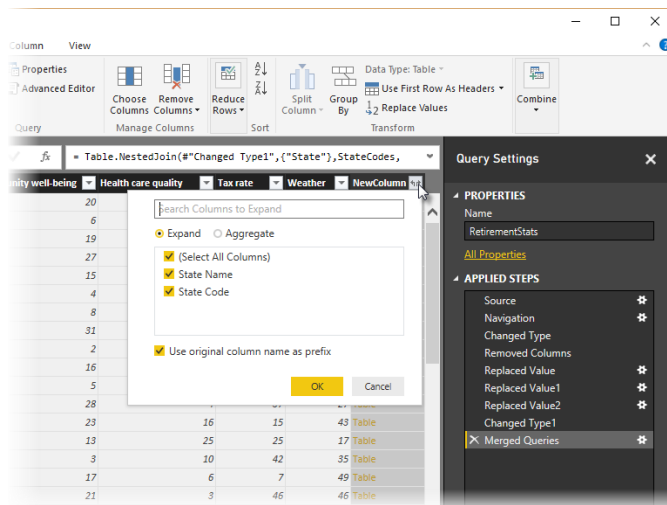 Column View
Properties
Advanced Editor
Query
Choose Columns
Remove Columns
Manage Columns
Reduce Rows
Sort
Split Column
Group By
Data Type: Table
Use First Row As Headers
Replace Values
Transform
Combine
fx = Table.NestedJoin(#"Changed Type1",{"State"},StateCodes,
well-being Health care quality Tax rate Weather NewColumn
20
6
19
27
15
4
8
31
2
16
5
28
23 16 15 43 Table
13 25 25 17 Table
3 10 42 35 Table
17 6 7 49 Table
21 3 46 46 Table
Search Columns to Expand
Expand Aggregate
(Select All Columns)
State Name
State Code
Use original column name as prefix
OK Cancel
Query Settings
PROPERTIES
Name
RetirementStats
All Properties
APPLIED STEPS
Source
Navigation
Changed Type
Removed Columns
Replaced Value
Replaced Value1
Replaced Value2
Changed Type1
Merged Queries